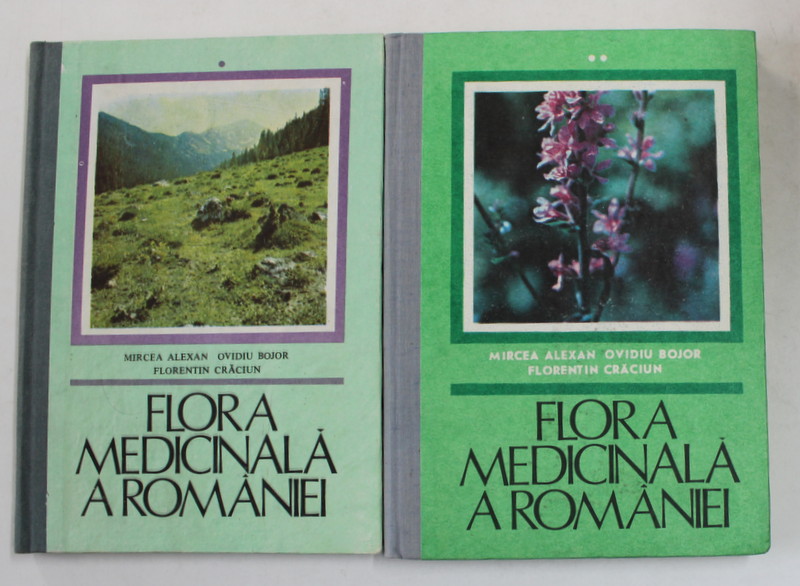 MIRCEA ALEXAN OVIDIU BOJOR
FLORENTIN CRĂCIUN
FLORA
MEDICINALĂ
A ROMÂNIEI
MIRCEA ALEXAN OVIDIU BOJOR
FLORENTIN CRĂCIUN
FLORA
MEDICINALĂ
A ROMÂNIEI